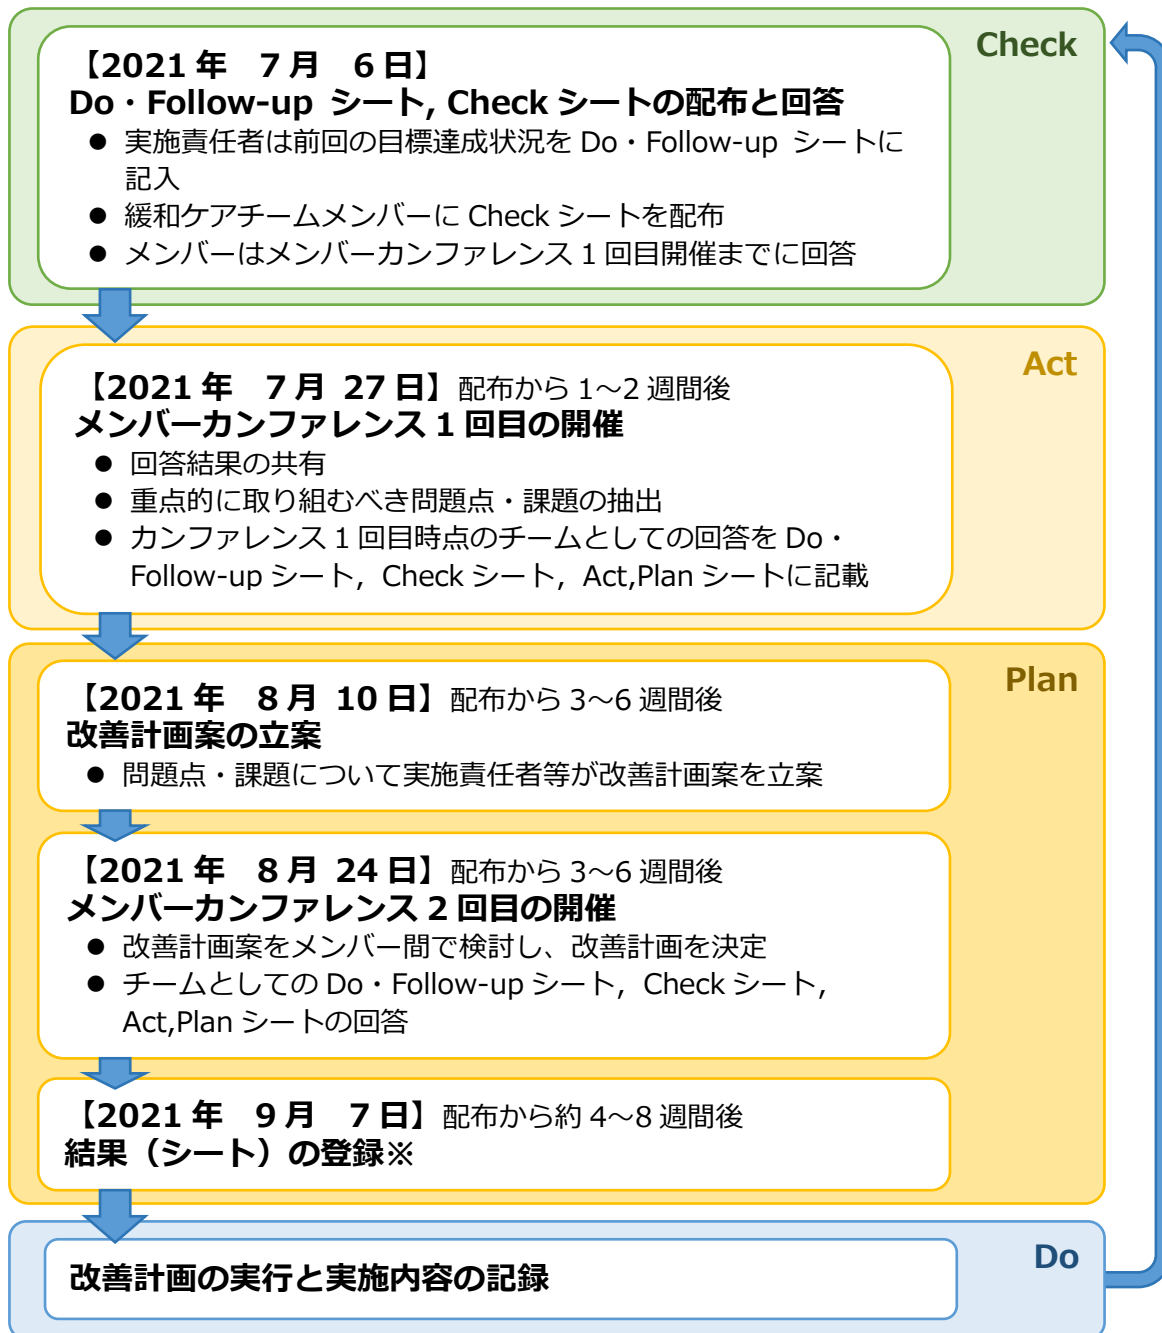 Check
【2021 年　7 月　6 日】
Do・Follow-up シート, Check シートの配布と回答
● 実施責任者は前回の目標達成状況を Do・Follow-up シートに
記入
● 緩和ケアチームメンバーに Check シートを配布
● メンバーはメンバーカンファレンス 1 回目開催までに回答
Act
【2021 年　7 月 27 日】配布から 1～2 週間後
メンバーカンファレンス 1 回目の開催
● 回答結果の共有
● 重点的に取り組むべき問題点・課題の抽出
● カンファレンス 1 回目時点のチームとしての回答を Do・
Follow-up シート，Check シート，Act,Plan シートに記載
Plan
【2021 年　8 月 10 日】配布から 3～6 週間後
改善計画案の立案
● 問題点・課題について実施責任者等が改善計画案を立案
【2021 年　8 月 24 日】配布から 3～6 週間後
メンバーカンファレンス 2 回目の開催
● 改善計画案をメンバー間で検討し、改善計画を決定
● チームとしての Do・Follow-up シート，Check シート，
Act,Plan シートの回答
【2021 年　9 月　7 日】配布から約 4～8 週間後
結果（シート）の登録※
Do
改善計画の実行と実施内容の記録